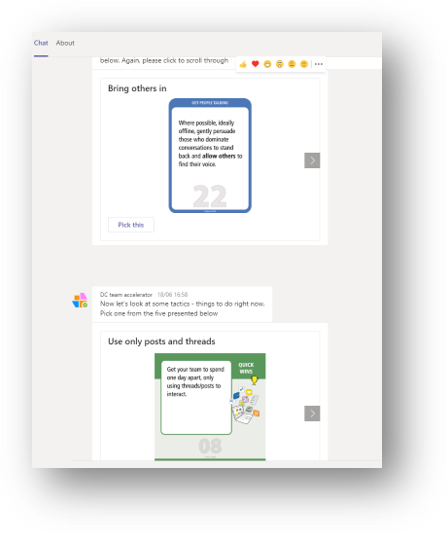 Chat About
below. Again, please click to scroll through
Bring others in
GET PEOPLE TALKING
Where possible, ideally
offline, gently persuade
those who dominate
conversations to stand
back and allow others to
find their voice.
22
Pick this
DC team accelerator 18/06 16:58
Now let's look at some tactics - things to do right now.
Pick one from the five presented below
Use only posts and threads
QUICK
WINS
Get your team to spend
one day apart, only
using threads/posts to
interact.
08